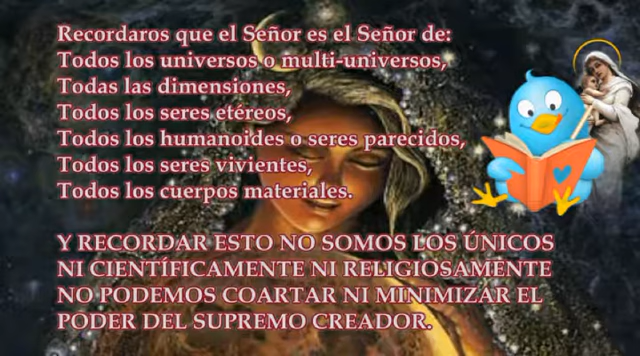 Recordaros que el Señor es el Señor de:
Todos los universos o multi-universos,
Todas las dimensiones,
Todos los seres etéreos,
Todos los humanoides o seres parecidos,
Todos los seres vivientes,
Todos los cuerpos materiales.
Y RECORDAR ESTO NO SOMOS LOS ÚNICOS
NI CIENTÍFICAMENTE NI RELIGIOSAMENTE
NO PODEMOS COARTAR NI MINIMIZAR EL
PODER DEL SUPREMO CREADOR.